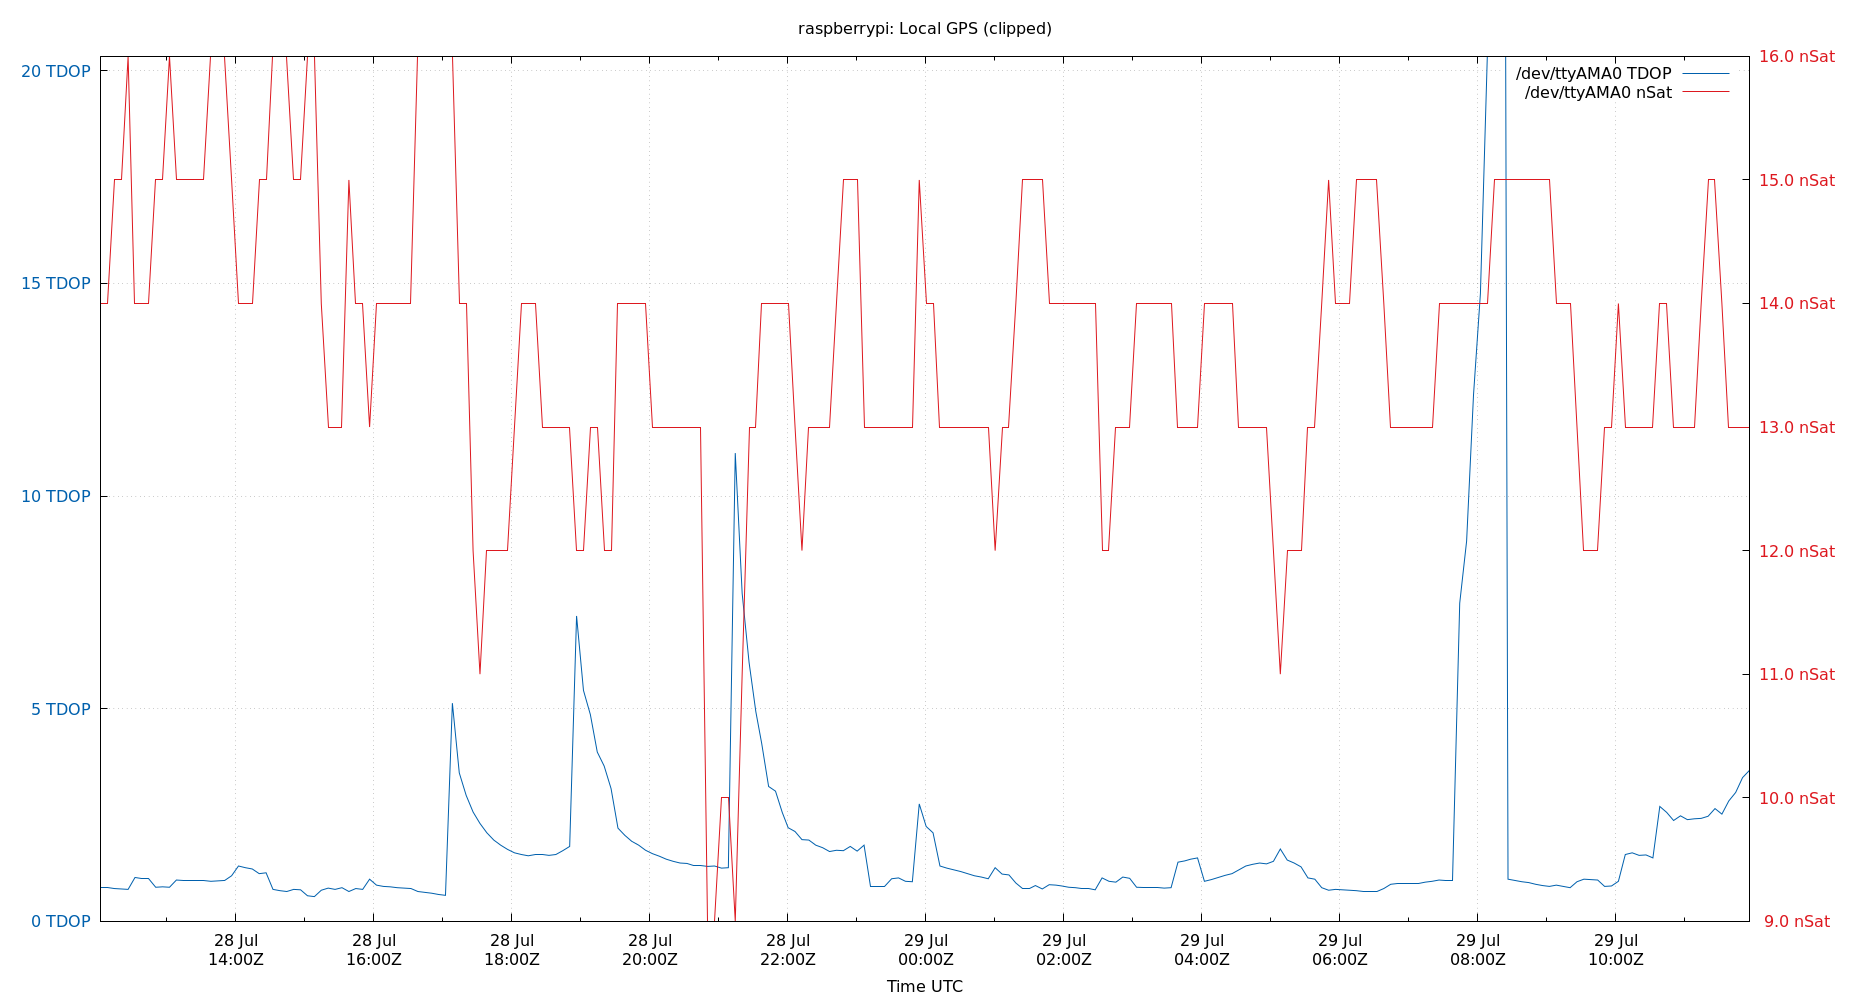 raspberrypi: Local GPS (clipped)
20 TDOP
15 TDOP
10 TDOP
5 TDOP
0 TDOP
16.0 nSat
15.0 nSat
14.0 nSat
13.0 nSat
12.0 nSat
11.0 nSat
10.0 nSat
9.0 nSat
/dev/ttyAMA0 TDOP
/dev/ttyAMA0 nSat
28 Jul
14:00Z
28 Jul
16:00Z
28 Jul
18:00Z
28 Jul
20:00Z
28 Jul
22:00Z
29 Jul
00:00Z
29 Jul
02:00Z
29 Jul
04:00Z
29 Jul
06:00Z
29 Jul
08:00Z
29 Jul
10:00Z
Time UTC